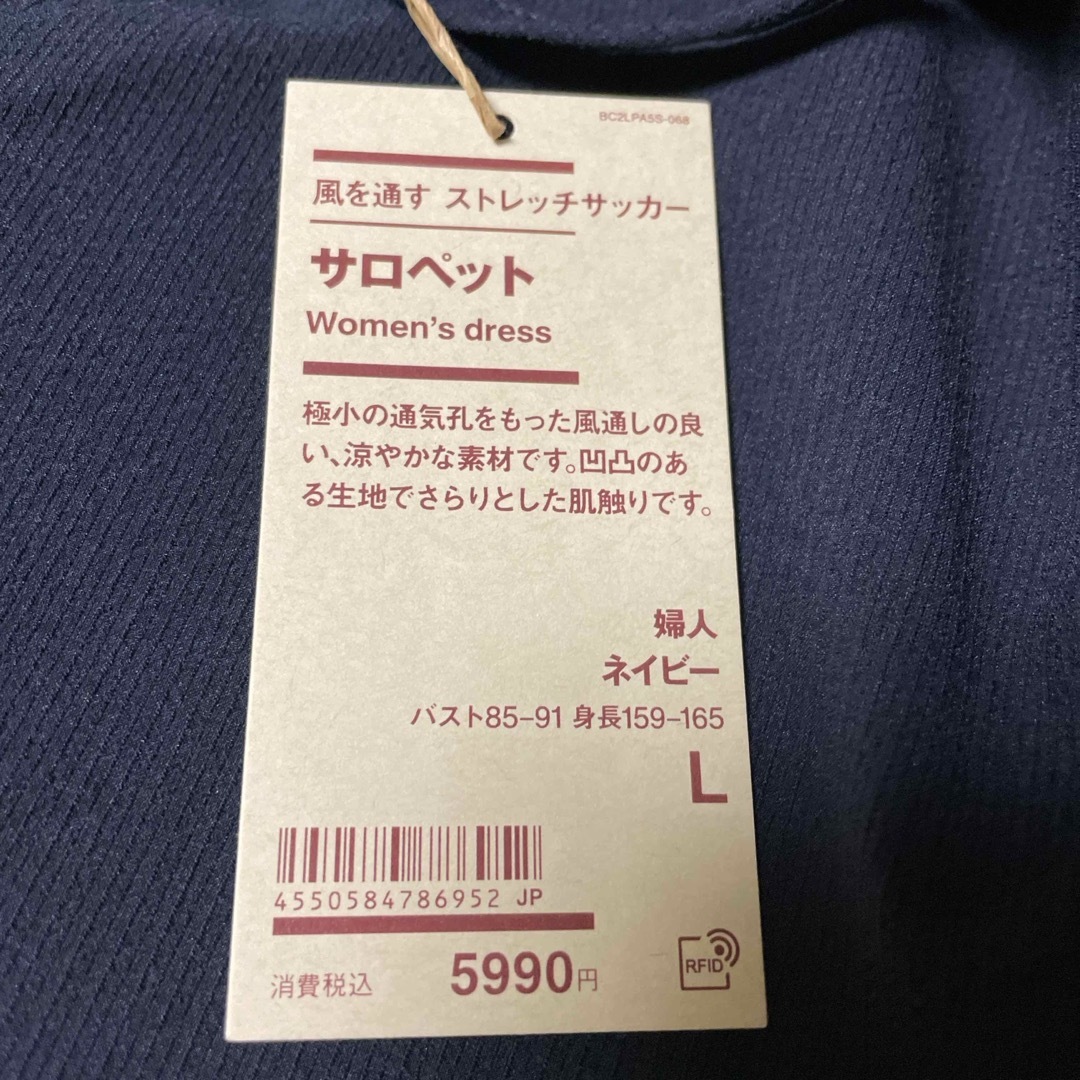 BC2LPA5S-068
風を通す ストレッチサッカー
サロペット
Women's dress
極小の通気孔をもった風通しの良
い、涼やかな素材です。凹凸のあ
る生地でさらりとした肌触りです。
婦人
ネイビー
バスト85–91 身長159–165
L
4550584786952 JP
消費税込 5990円
RFID